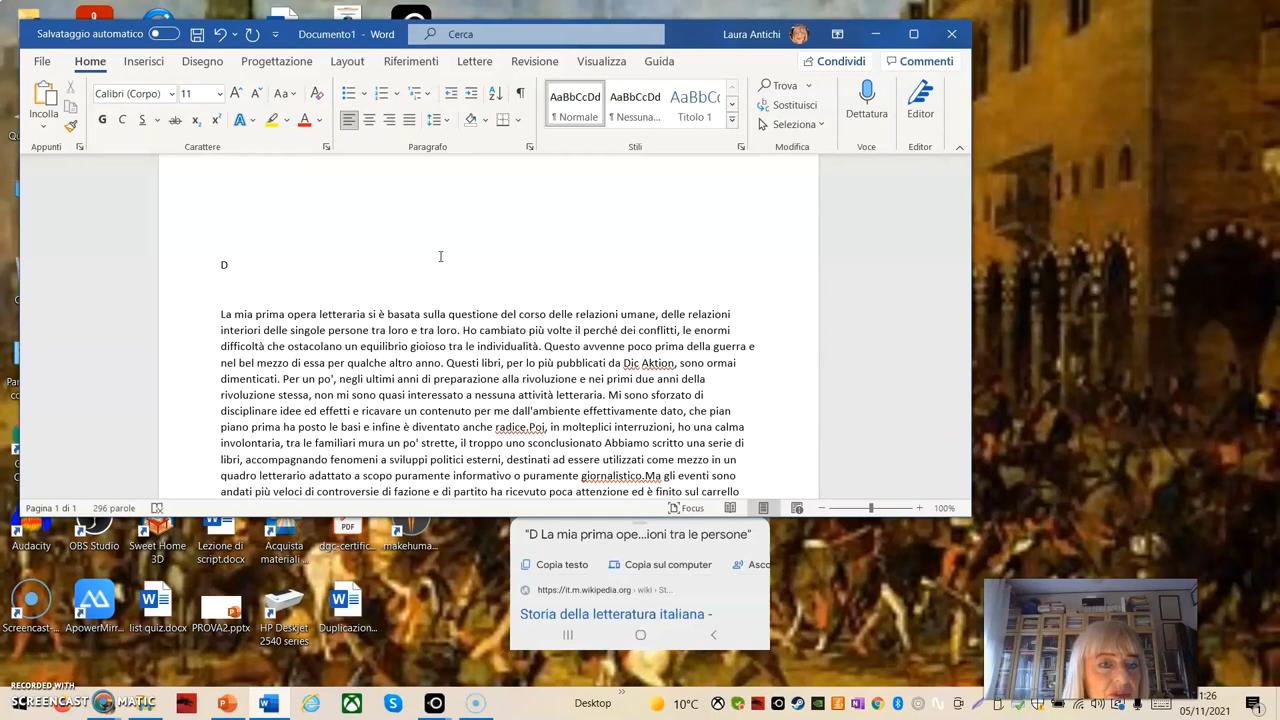 Salvataggio automatico
Documento1 - Word
Cerca
Laura Antichi
File Home Inserisci Disegno Progettazione Layout Riferimenti Lettere Revisione Visualizza Guida
Condividi Commenti
Incolla
Calibri (Corpo) 11
Aa
G C S ab x₂ x² A A
AaBbCcDd AaBbCcDd AaBbCc
¶ Normale ¶ Nessuna... Titolo 1
Trova
Sostituisci
Seleziona
Dettatura Editor
Appunti Carattere Paragrafo Stili Modifica Voce Editor
D
La mia prima opera letteraria si è basata sulla questione del corso delle relazioni umane, delle relazioni
interiori delle singole persone tra loro e tra loro. Ho cambiato più volte il perché dei conflitti, le enormi
difficoltà che ostacolano un equilibrio gioioso tra le individualità. Questo avvenne poco prima della guerra e
nel bel mezzo di essa per qualche altro anno. Questi libri, per lo più pubblicati da Dic Aktion, sono ormai
dimenticati. Per un po', negli ultimi anni di preparazione alla rivoluzione e nei primi due anni della
rivoluzione stessa, non mi sono quasi interessato a nessuna attività letteraria. Mi sono sforzato di
disciplinare idee ed effetti e ricavare un contenuto per me dall'ambiente effettivamente dato, che pian
piano prima ha posto le basi e infine è diventato anche radice.Poi, in molteplici interruzioni, ho una calma
involontaria, tra le familiari mura un po' strette, il troppo uno sconclusionato Abbiamo scritto una serie di
libri, accompagnando fenomeni a sviluppi politici esterni, destinati ad essere utilizzati come mezzo in un
quadro letterario adattato a scopo puramente informativo o puramente giornalistico.Ma gli eventi sono
andati più veloci di controversie di fazione e di partito ha ricevuto poca attenzione ed è finito sul carrello
Pagina 1 di 1 296 parole
Focus
100%
Audacity
OBS Studio
Sweet Home
3D
Lezione di
script.docx
Acquista
materiali ...
PDF
dgc-certific...
makehuma...
"D La mia prima ope...ioni tra le persone"
Copia testo Copia sul computer Asco
https://it.m.wikipedia.org › wiki › St...
Storia della letteratura italiana -
Screencast-...
ApowerMirr...
list quiz.docx
PROVA2.pptx
HP Deskjet
2540 series
Duplicazion...
RECORDED WITH
SCREENCAST MATIC
Desktop
10°C
05/11/2021